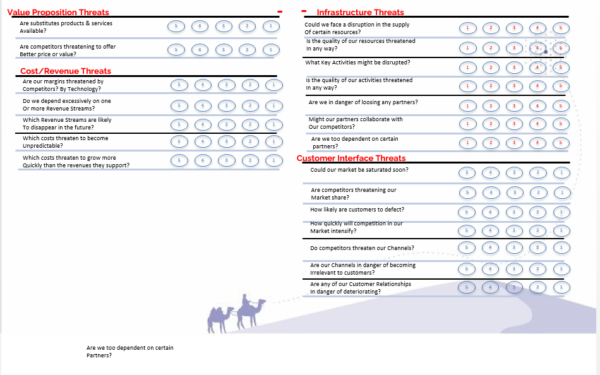 Value Proposition Threats
-
Are substitutes products & services
Available?
5 4 3 2 1
Are competitors threatening to offer
Better price or value?
5 4 3 2 1
Cost/Revenue Threats
Are our margins threatened by
Competitors? By Technology?
5 4 3 2 1
Do we depend excessively on one
Or more Revenue Streams?
5 4 3 2 1
Which Revenue Streams are likely
To disappear in the future?
5 4 3 2 1
Which costs threaten to become
Unpredictable?
5 4 3 2 1
Which costs threaten to grow more
Quickly than the revenues they support?
5 4 3 2 1
-
Infrastructure Threats
Could we face a disruption in the supply
Of certain resources?
1 2 3 4 5
Is the quality of our resources threatened
In any way?
1 2 3 4 5
What Key Activities might be disrupted?
1 2 3 4 5
Is the quality of our activities threatened
In any way?
1 2 3 4 5
Are we in danger of loosing any partners?
1 2 3 4 5
Might our partners collaborate with
Our competitors?
1 2 3 4 5
Are we too dependent on certain
partners?
1 2 3 4 5
Customer Interface Threats
Could our market be saturated soon?
5 4 3 2 1
Are competitors threatening our
Market share?
5 4 3 2 1
How likely are customers to defect?
5 4 3 2 1
How quickly will competition in our
Market intensify?
5 4 3 2 1
Do competitors threaten our Channels?
5 4 3 2 1
Are our Channels in danger of becoming
Irrelevant to customers?
5 4 3 2 1
Are any of our Customer Relationships
In danger of deteriorating?
5 4 3 2 1
Are we too dependent on certain
Partners?